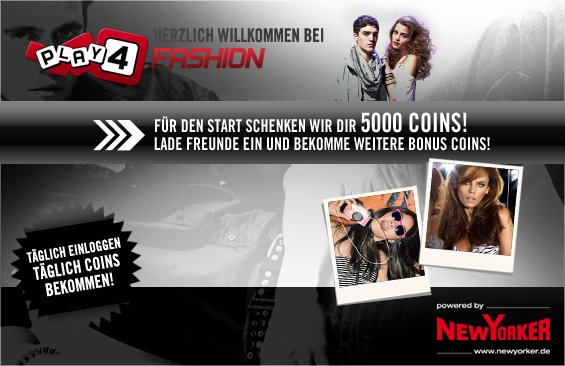 PLAY4
HERZLICH WILLKOMMEN BEI
FASHION
FÜR DEN START SCHENKEN WIR DIR 5000 COINS!
LADE FREUNDE EIN UND BEKOMME WEITERE BONUS COINS!
TÄGLICH EINLOGGEN
TÄGLICH COINS
BEKOMMEN!
powered by
NEWYORKER
www.newyorker.de